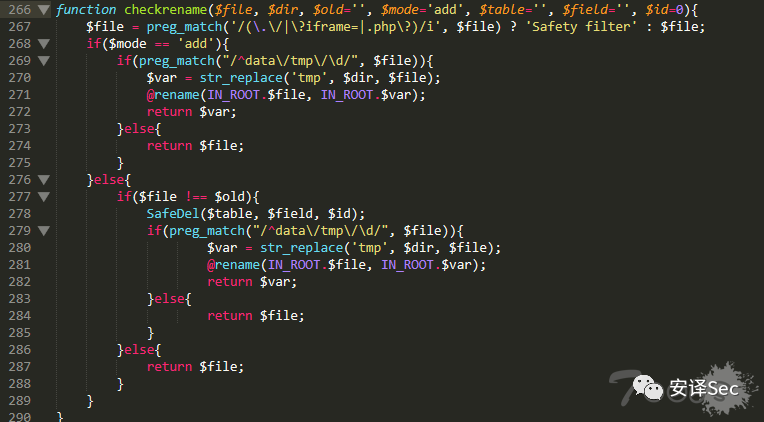 266 function checkrename($file, $dir, $old='', $mode='add', $table='', $field='', $id=0){
267     $file = preg_match('/(\.\/|\?iframe=|.php\?)/i', $file) ? 'Safety filter' : $file;
268     if($mode == 'add'){
269         if(preg_match("/^data\/tmp\/\d/", $file)){
270             $var = str_replace('tmp', $dir, $file);
271             @rename(IN_ROOT.$file, IN_ROOT.$var);
272             return $var;
273         }else{
274             return $file;
275         }
276     }else{
277         if($file !== $old){
278             SafeDel($table, $field, $id);
279             if(preg_match("/^data\/tmp\/\d/", $file)){
280                     $var = str_replace('tmp', $dir, $file);
281                     @rename(IN_ROOT.$file, IN_ROOT.$var);
282                     return $var;
283             }else{
284                     return $file;
285             }
286         }else{
287             return $file;
288         }
289     }
290 }
安译Sec